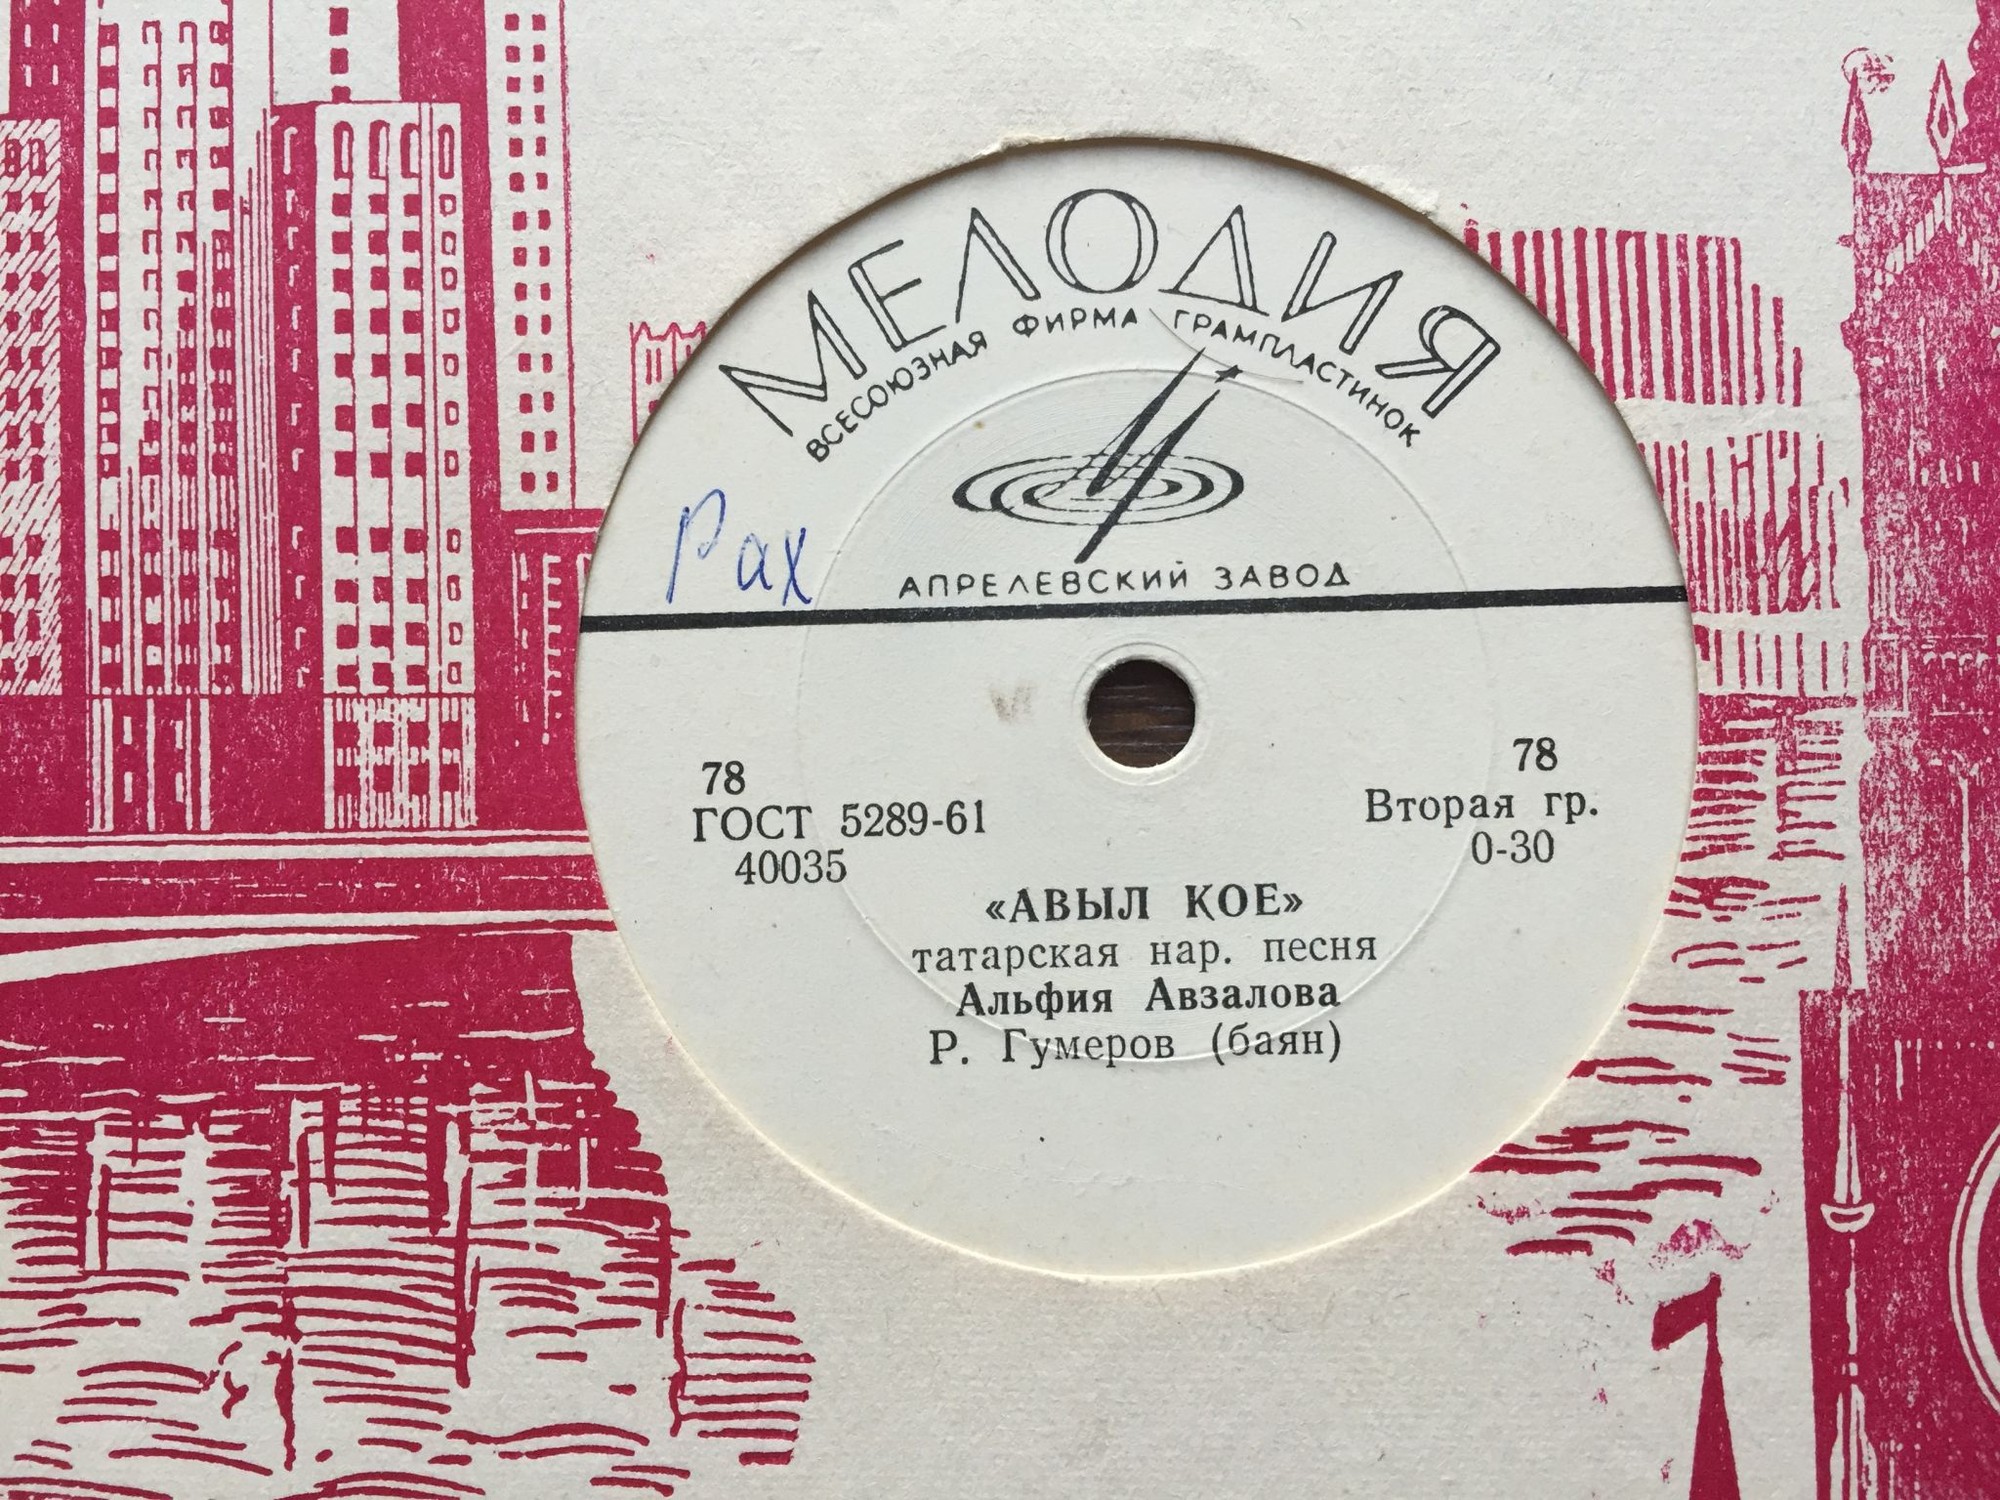 МЕЛОДИЯ
ВСЕСОЮЗНАЯ ФИРМА ГРАМПЛАСТИНОК
Рах
АПРЕЛЕВСКИЙ ЗАВОД
VI
78
ГОСТ 5289-61
40035
78
Вторая гр.
0-30
«АВЫЛ КОЕ»
татарская нар. песня
Альфия Авзалова
Р. Гумеров (баян)